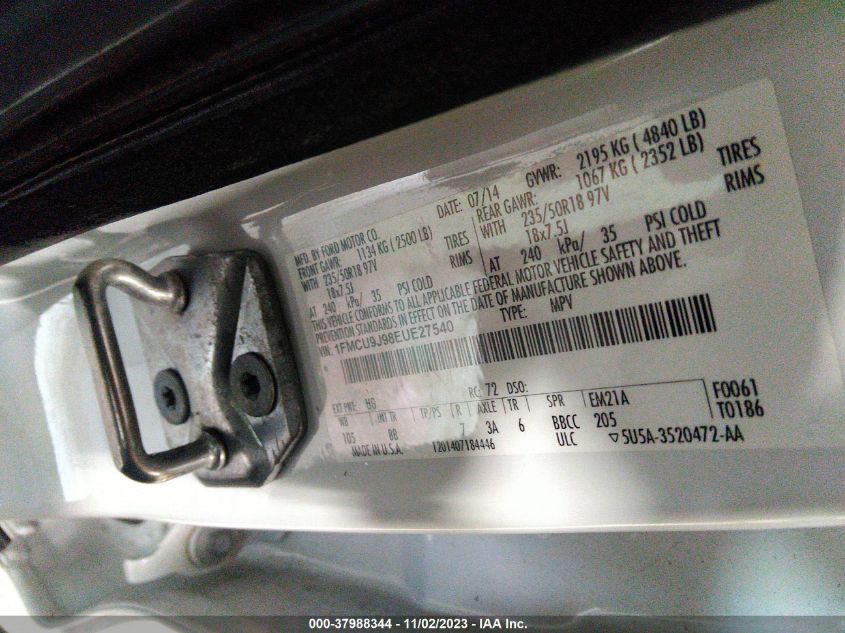 MFD. BY FORD MOTOR CO.
DATE: 07/14 GVWR: 2195 KG ( 4840 LB)
FRONT GAWR: 1134 KG ( 2500 LB) REAR GAWR: 1067 KG ( 2352 LB)
WITH 235/50R18 97V TIRES WITH 235/50R18 97V TIRES
18x7.5J RIMS 18x7.5J RIMS
AT 240 kPa/ 35 PSI COLD AT 240 kPa/ 35 PSI COLD
THIS VEHICLE CONFORMS TO ALL APPLICABLE FEDERAL MOTOR VEHICLE SAFETY AND THEFT
PREVENTION STANDARDS IN EFFECT ON THE DATE OF MANUFACTURE SHOWN ABOVE.
VIN: 1FMCU9J98EUE27540 TYPE: MPV
EXT PNT: HG RC: 72 DSO:
WB INT TR TP/PS R AXLE TR SPR EM21A F0061
105 88 7 3A 6 BBCC 205 T0186
MADE IN U.S.A. 1201407184446 ULC ▽5U5A-3520472-AA
000-37988344 - 11/02/2023 - IAA Inc.